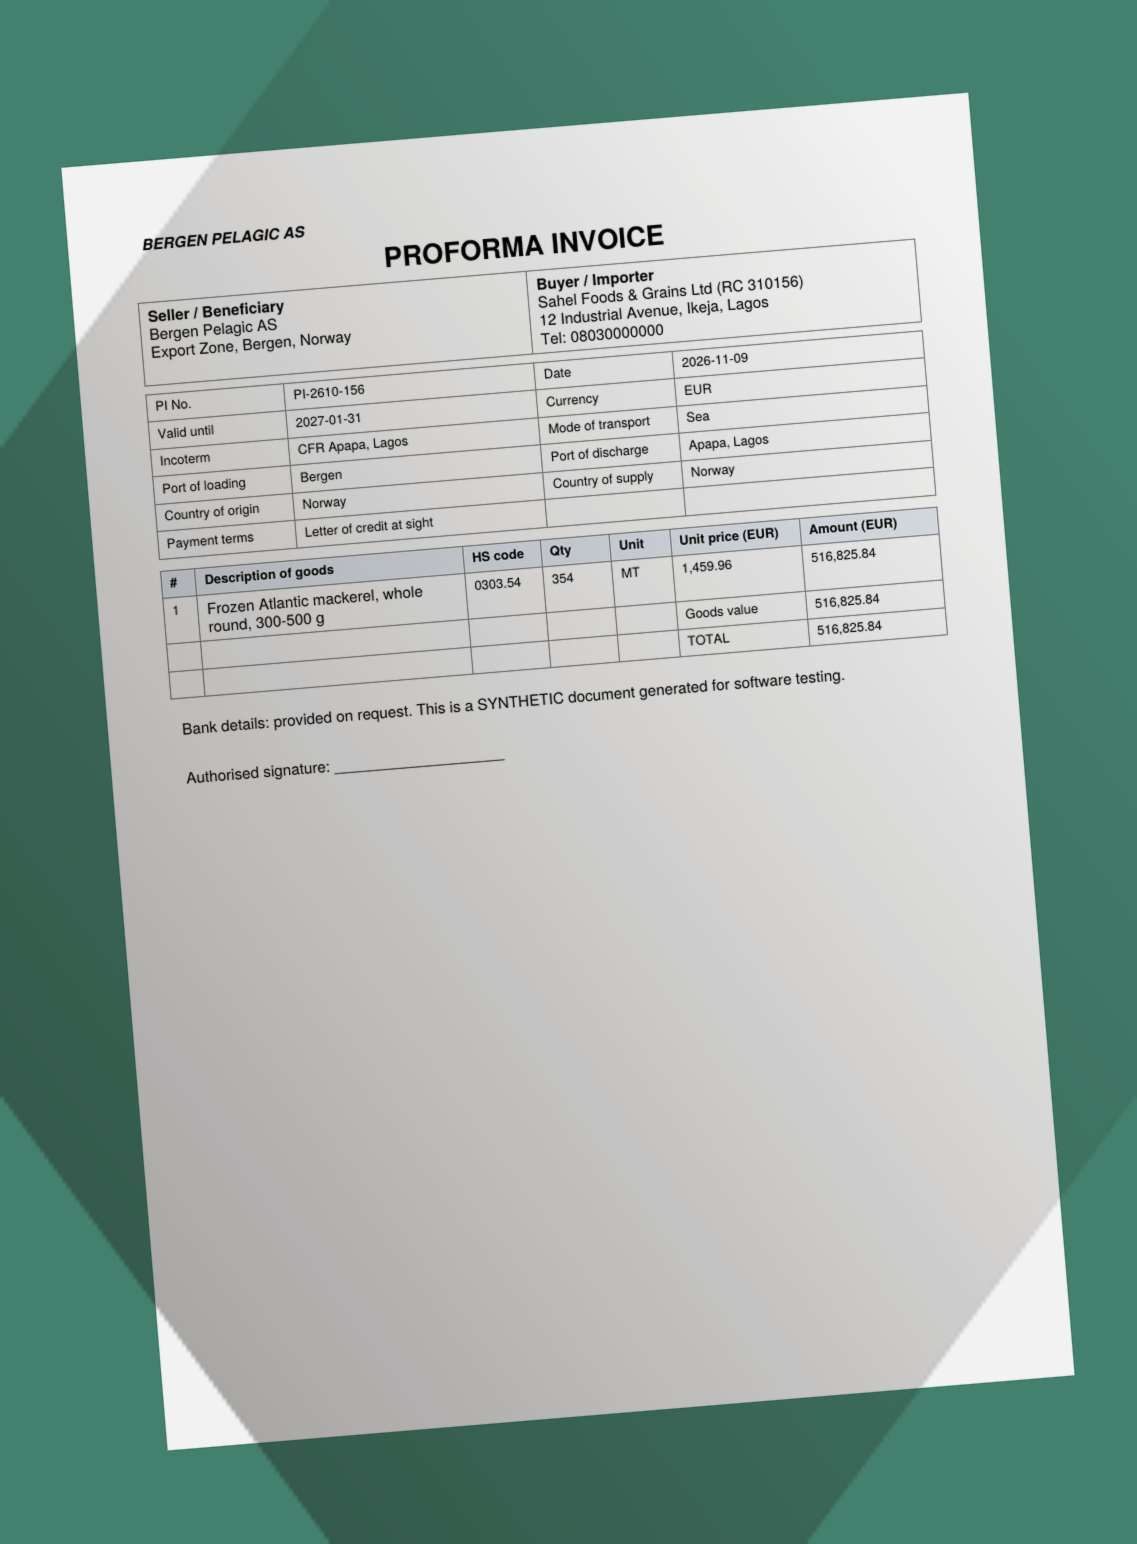 BERGEN PELAGIC AS
PROFORMA INVOICE
Seller / Beneficiary
Bergen Pelagic AS
Export Zone, Bergen, Norway
Buyer / Importer
Sahel Foods & Grains Ltd (RC 310156)
12 Industrial Avenue, Ikeja, Lagos
Tel: 08030000000
PI No. PI-2610-156 Date 2026-11-09
Valid until 2027-01-31 Currency EUR
Incoterm CFR Apapa, Lagos Mode of transport Sea
Port of loading Bergen Port of discharge Apapa, Lagos
Country of origin Norway Country of supply Norway
Payment terms Letter of credit at sight
# Description of goods HS code Qty Unit Unit price (EUR) Amount (EUR)
1 Frozen Atlantic mackerel, whole 0303.54 354 MT 1,459.96 516,825.84
round, 300-500 g
Goods value 516,825.84
TOTAL 516,825.84
Bank details: provided on request. This is a SYNTHETIC document generated for software testing.
Authorised signature: ____________________